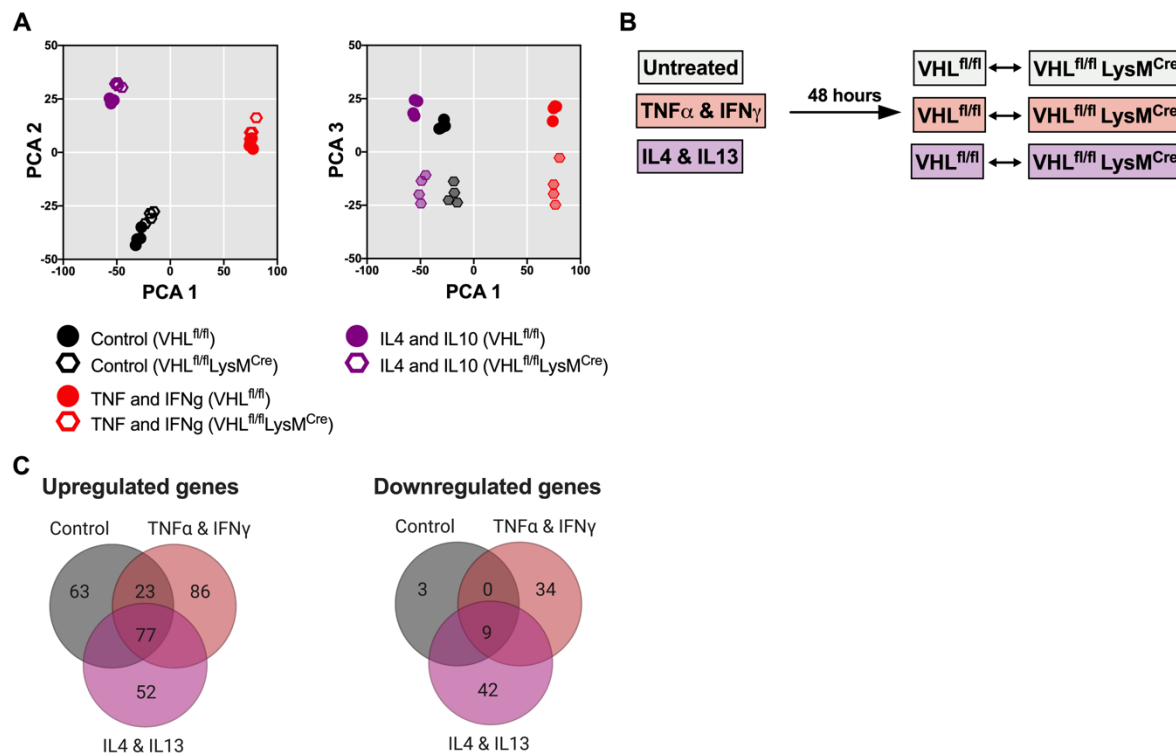 A
PCA 2
50
25
0
-25
-50
-100
-50
0
50
100
PCA 1
PCA 3
50
25
0
-25
-50
-100
-50
0
50
100
PCA 1
Control (VHLfl/fl)
Control (VHLfl/flLysMCre)
TNF and IFNg (VHLfl/fl)
TNF and IFNg (VHLfl/flLysMCre)
IL4 and IL10 (VHLfl/fl)
IL4 and IL10 (VHLfl/flLysMCre)
B
Untreated
TNFα & IFNγ
IL4 & IL13
48 hours
VHLfl/fl
VHLfl/fl LysMCre
VHLfl/fl
VHLfl/fl LysMCre
VHLfl/fl
VHLfl/fl LysMCre
C
Upregulated genes
Control
TNFα & IFNγ
63
23
86
77
52
IL4 & IL13
Downregulated genes
Control
TNFα & IFNγ
3
0
34
9
42
IL4 & IL13